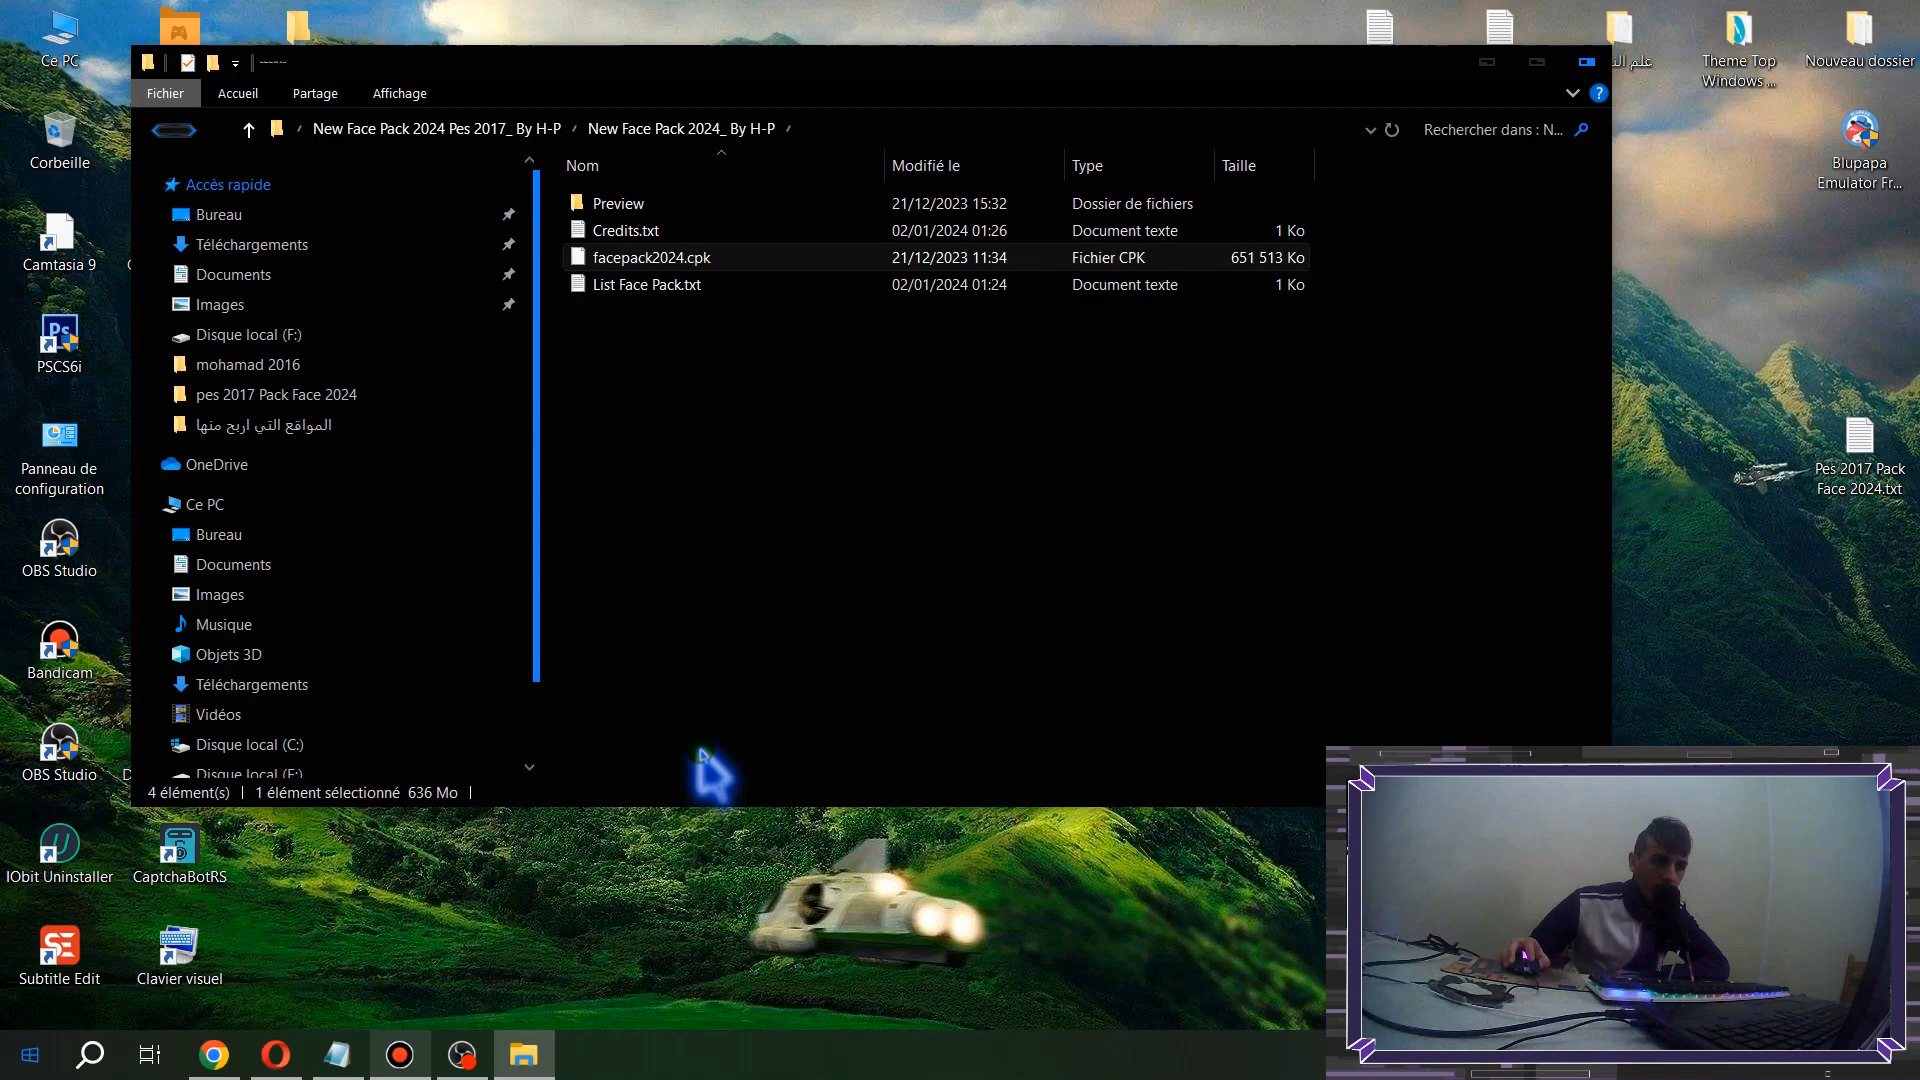 Ce PC
Corbeille
Camtasia 9
PSCS6i
Panneau de
configuration
OBS Studio
Bandicam
OBS Studio
IObit Uninstaller
CaptchaBotRS
Subtitle Edit
Clavier visuel
Fichier
Accueil
Partage
Affichage
New Face Pack 2024 Pes 2017_ By H-P / New Face Pack 2024_ By H-P /
Rechercher dans : N...
Accès rapide
Bureau
Téléchargements
Documents
Images
Disque local (F:)
mohamad 2016
pes 2017 Pack Face 2024
المواقع التي اربح منها
OneDrive
Ce PC
Bureau
Documents
Images
Musique
Objets 3D
Téléchargements
Vidéos
Disque local (C:)
Disque local (E:)
Nom Modifié le Type Taille
Preview 21/12/2023 15:32 Dossier de fichiers
Credits.txt 02/01/2024 01:26 Document texte 1 Ko
facepack2024.cpk 21/12/2023 11:34 Fichier CPK 651 513 Ko
List Face Pack.txt 02/01/2024 01:24 Document texte 1 Ko
4 élément(s) | 1 élément sélectionné 636 Mo |
Theme Top
Windows ...
Nouveau dossier
Blupapa
Emulator Fr...
Pes 2017 Pack
Face 2024.txt